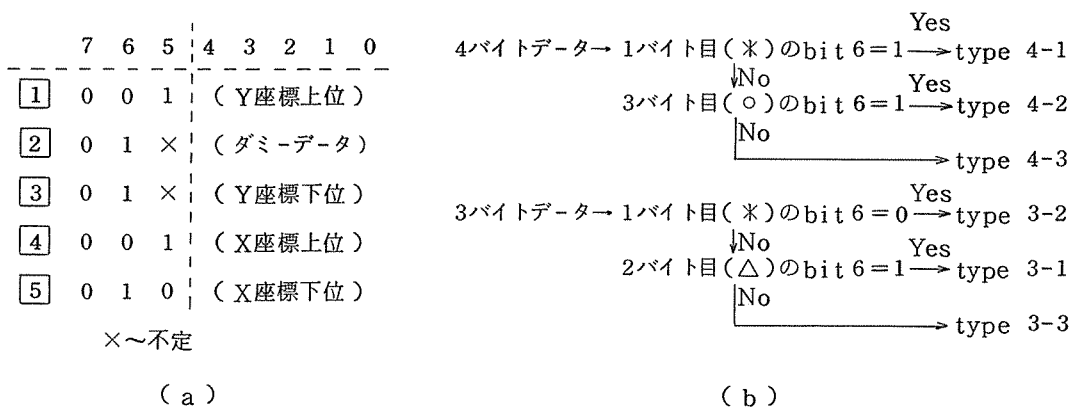 7 6 5 4 3 2 1 0
1 0 0 1 (Y座標上位)
2 0 1 × (ダミーデータ)
3 0 1 × (Y座標下位)
4 0 0 1 (X座標上位)
5 0 1 0 (X座標下位)
×～不定
(a)
4バイトデータ→1バイト目(＊)のbit6=1 Yes→type 4-1
↓No
3バイト目(○)のbit6=1 Yes→type 4-2
No
→type 4-3
3バイトデータ→1バイト目(＊)のbit6=0 Yes→type 3-2
↓No
2バイト目(△)のbit6=1 Yes→type 3-1
No
→type 3-3
(b)